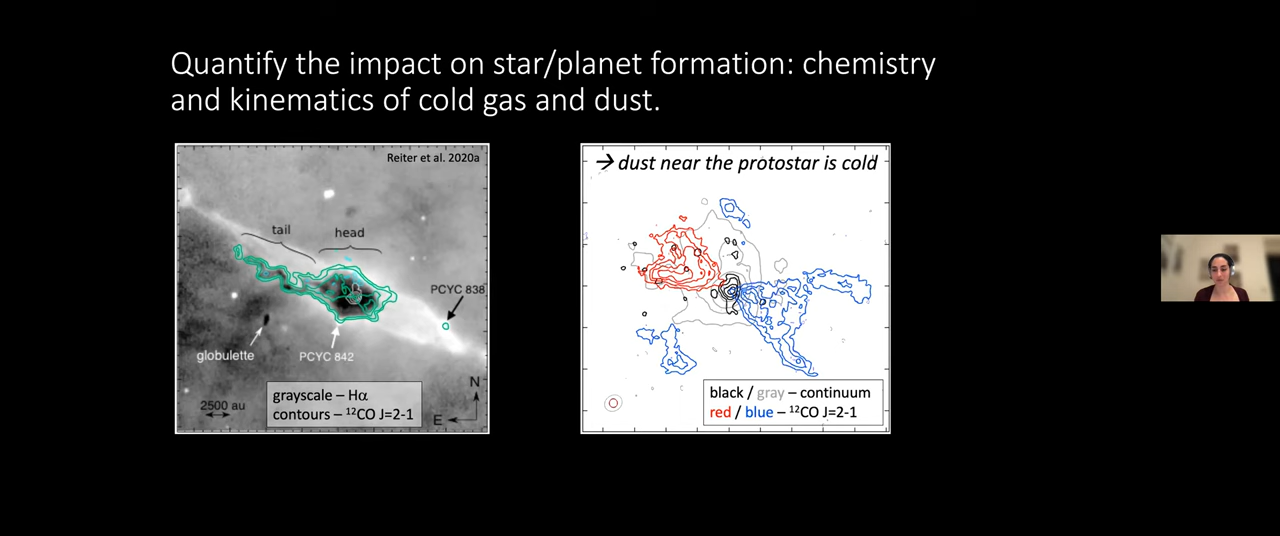 Quantify the impact on star/planet formation: chemistry
and kinematics of cold gas and dust.
Reiter et al. 2020a
tail
head
PCYC 838
globulette
PCYC 842
2500 au
grayscale – Hα
contours – ¹²CO J=2-1
N
E
→ dust near the protostar is cold
black / gray – continuum
red / blue – ¹²CO J=2-1